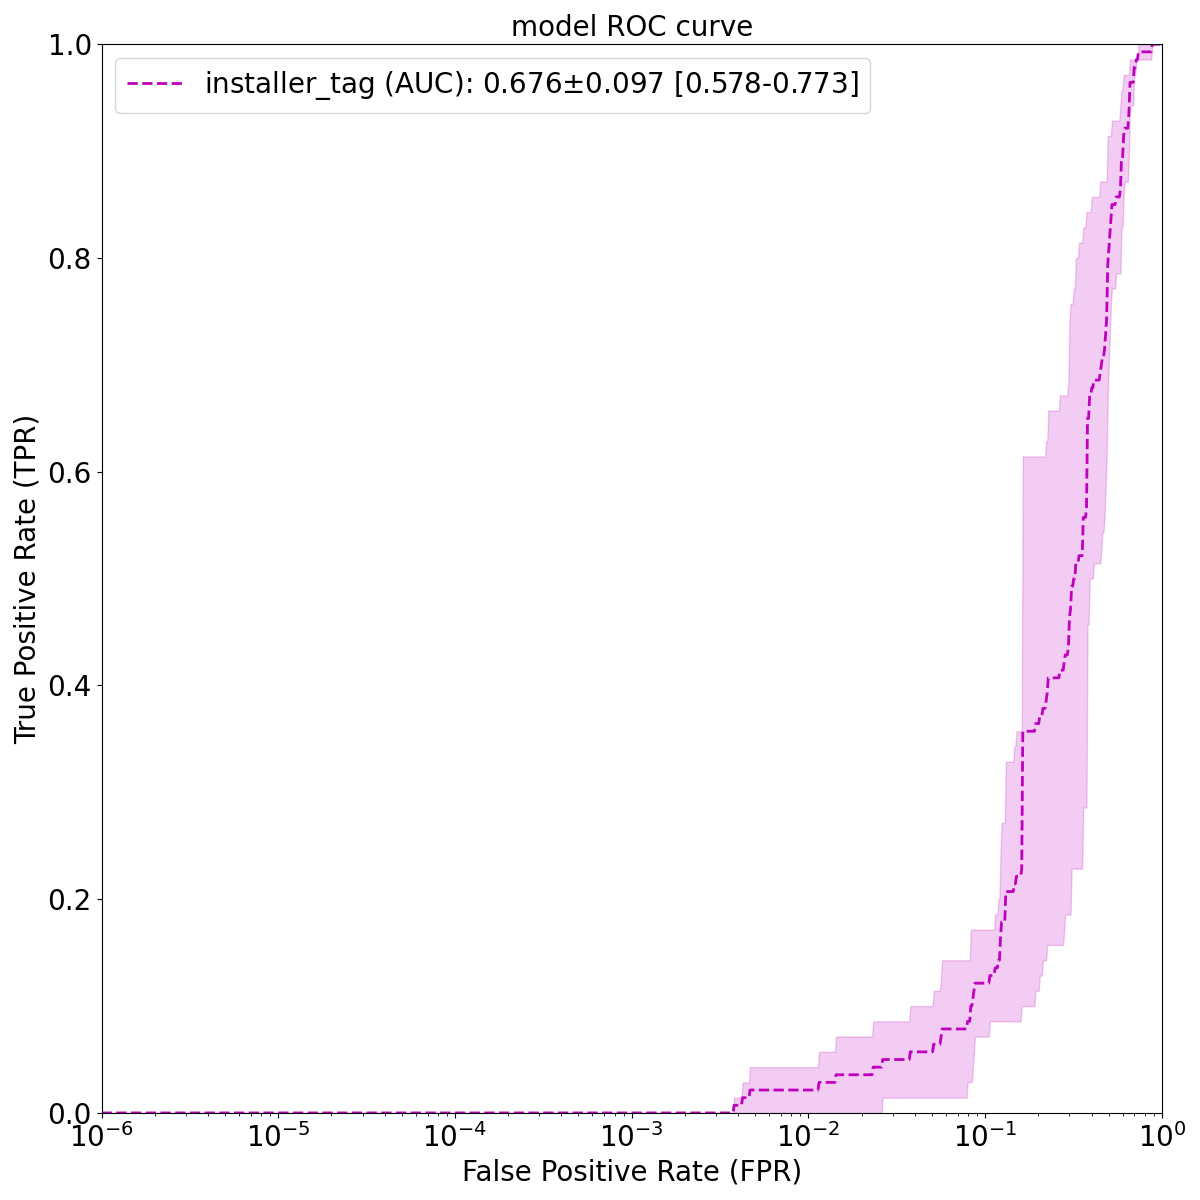 model ROC curve
installer_tag (AUC): 0.676±0.097 [0.578-0.773]
True Positive Rate (TPR)
1.0
0.8
0.6
0.4
0.2
0.0
10⁻⁶ 10⁻⁵ 10⁻⁴ 10⁻³ 10⁻² 10⁻¹ 10⁰
False Positive Rate (FPR)